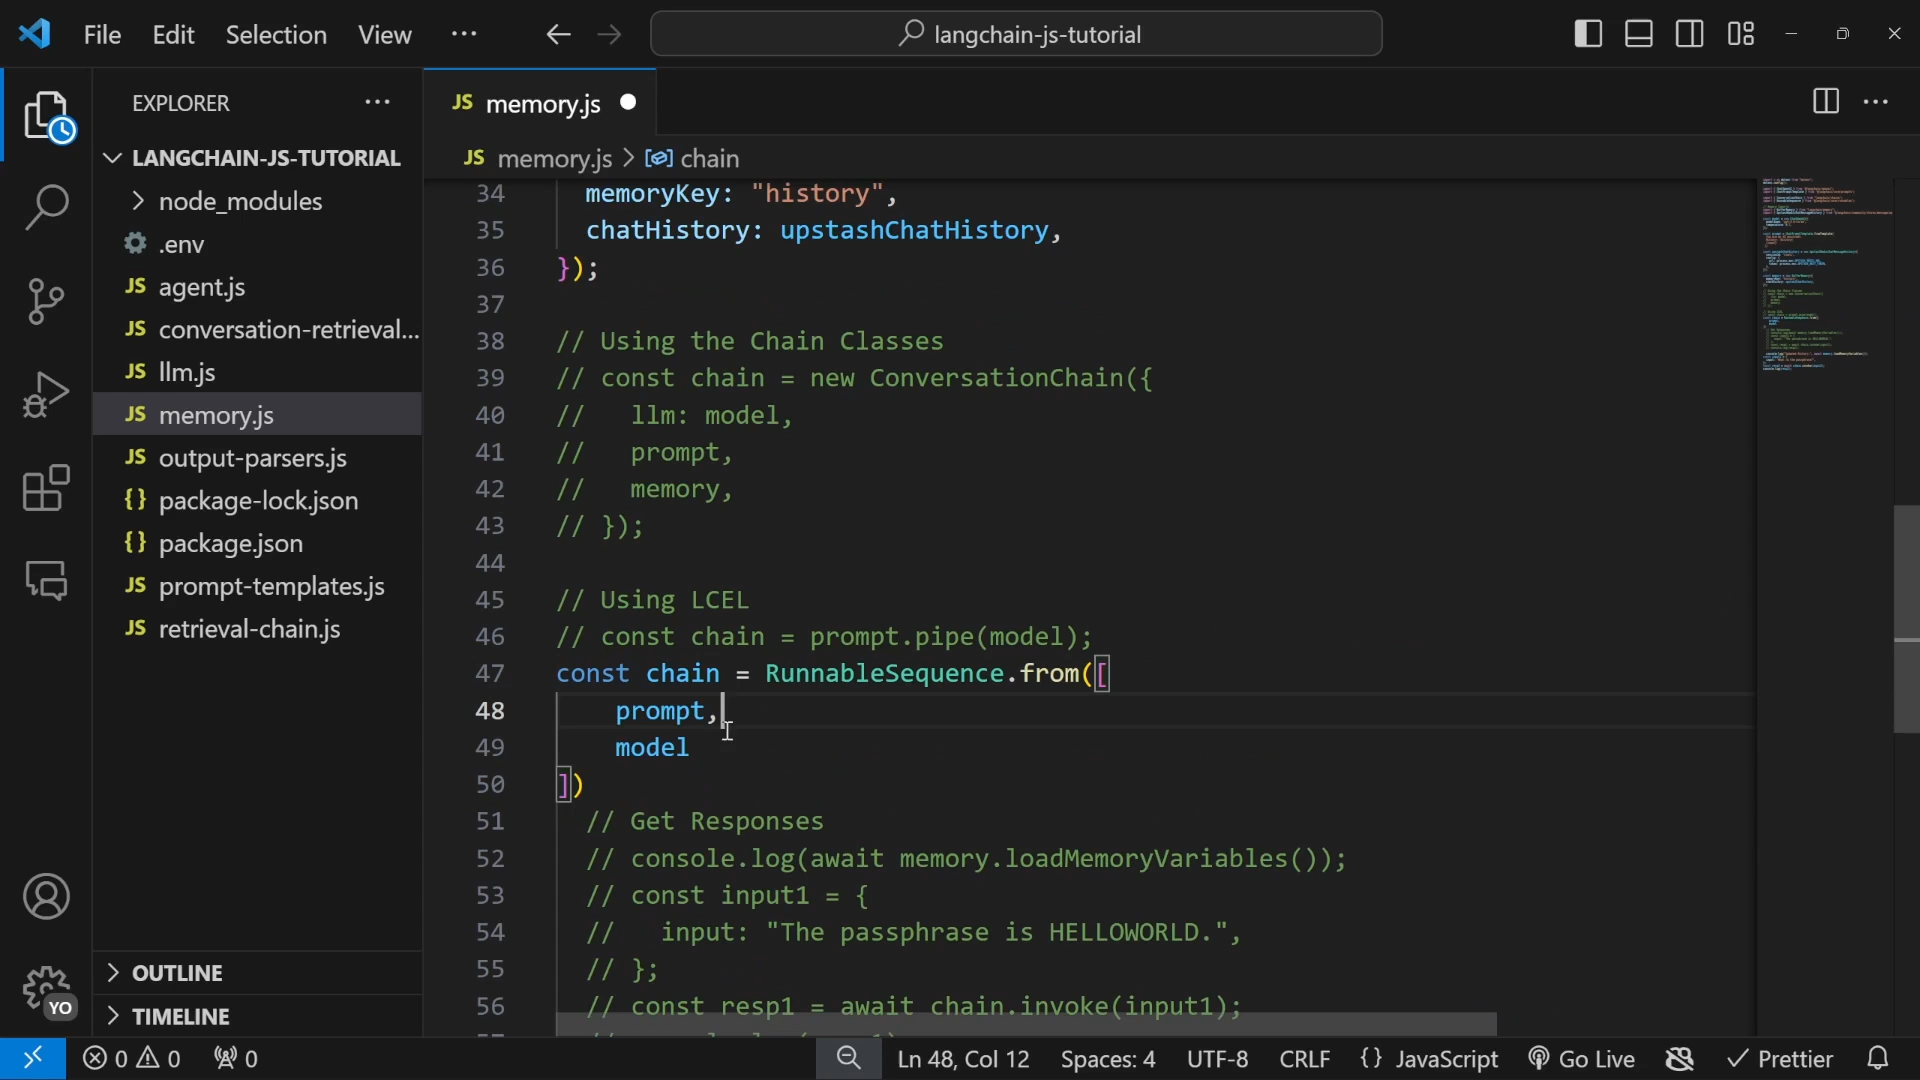 File Edit Selection View ··· langchain-js-tutorial
EXPLORER ···
LANGCHAIN-JS-TUTORIAL
node_modules
.env
JS agent.js
JS conversation-retrieval...
JS llm.js
JS memory.js
JS output-parsers.js
{} package-lock.json
{} package.json
JS prompt-templates.js
JS retrieval-chain.js
OUTLINE
TIMELINE
YO
JS memory.js
JS memory.js > chain
34 memoryKey: "history",
35 chatHistory: upstashChatHistory,
36 });
37
38 // Using the Chain Classes
39 // const chain = new ConversationChain({
40 //   llm: model,
41 //   prompt,
42 //   memory,
43 // });
44
45 // Using LCEL
46 // const chain = prompt.pipe(model);
47 const chain = RunnableSequence.from([
48 prompt,
49 model
50 ])
51 // Get Responses
52 // console.log(await memory.loadMemoryVariables());
53 // const input1 = {
54 //   input: "The passphrase is HELLOWORLD.",
55 // };
56 // const resp1 = await chain.invoke(input1);
0 0 0 Ln 48, Col 12 Spaces: 4 UTF-8 CRLF {} JavaScript Go Live Prettier